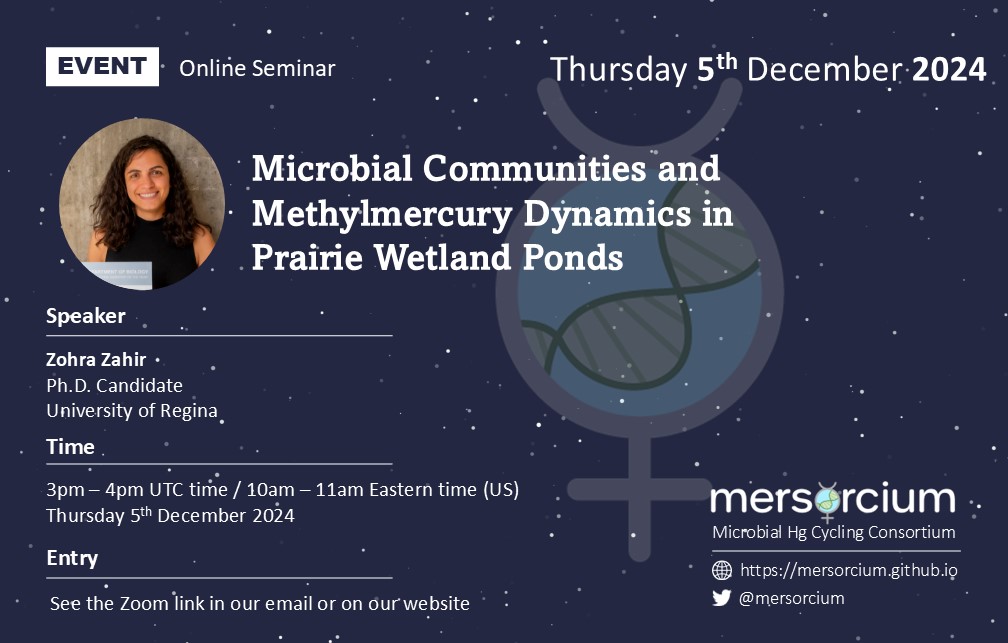 EVENT Online Seminar
Thursday 5th December 2024
Microbial Communities and
Methylmercury Dynamics in
Prairie Wetland Ponds
Speaker
Zohra Zahir
Ph.D. Candidate
University of Regina
Time
3pm – 4pm UTC time / 10am – 11am Eastern time (US)
Thursday 5th December 2024
Entry
See the Zoom link in our email or on our website
mersorcium
Microbial Hg Cycling Consortium
https://mersorcium.github.io
@mersorcium